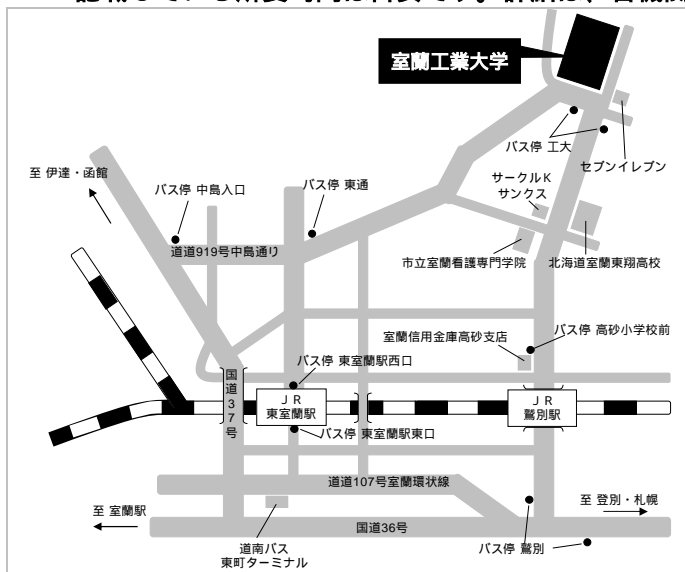 室蘭工業大学
バス停 工大
セブンイレブン
至 伊達・函館
バス停 中島入口
バス停 東通
サークルK
サンクス
道道919号中島通り
市立室蘭看護専門学院
北海道室蘭東翔高校
バス停 高砂小学校前
室蘭信用金庫高砂支店
バス停 東室蘭駅西口
国道37号
ＪＲ
東室蘭駅
ＪＲ
鷲別駅
バス停 東室蘭駅東口
道道107号室蘭環状線
至 室蘭駅
至 登別・札幌
国道36号
道南バス
東町ターミナル
バス停 鷲別